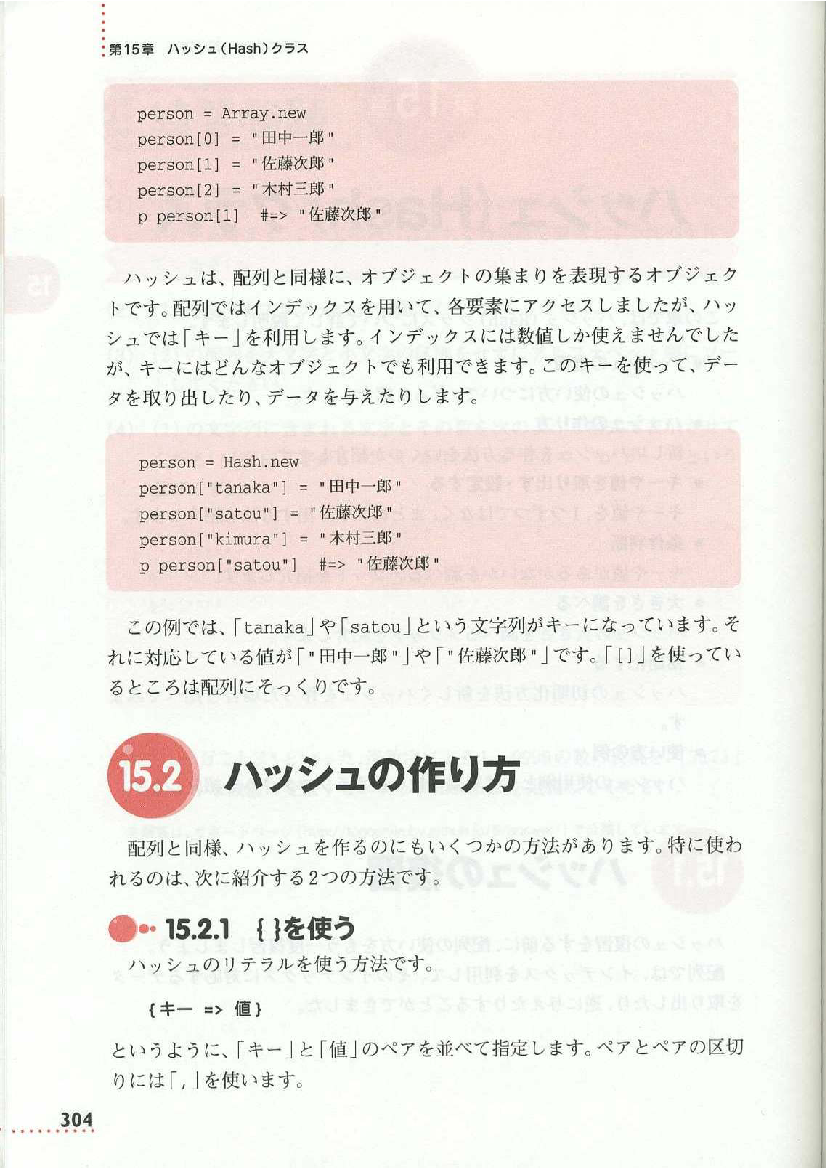 第15章 ハッシュ(Hash)クラス
person = Array.new
person[0] = "田中一郎"
person[1] = "佐藤次郎"
person[2] = "木村三郎"
p person[1] #=> "佐藤次郎"
ハッシュは、配列と同様に、オブジェクトの集まりを表現するオブジェク
トです。配列ではインデックスを用いて、各要素にアクセスしましたが、ハッ
シュでは「キー」を利用します。インデックスには数値しか使えませんでした
が、キーにはどんなオブジェクトでも利用できます。このキーを使って、デー
タを取り出したり、データを与えたりします。
person = Hash.new
person["tanaka"] = "田中一郎"
person["satou"] = "佐藤次郎"
person["kimura"] = "木村三郎"
p person["satou"] #=> "佐藤次郎"
この例では、「tanaka」や「satou」という文字列がキーになっています。そ
れに対応している値が「"田中一郎"」や「"佐藤次郎"」です。「[]」を使ってい
るところは配列にそっくりです。
15.2 ハッシュの作り方
配列と同様、ハッシュを作るのにもいくつかの方法があります。特に使わ
れるのは、次に紹介する2つの方法です。
15.2.1 { }を使う
ハッシュのリテラルを使う方法です。
{キー => 値}
というように、「キー」と「値」のペアを並べて指定します。ペアとペアの区切
りには「,」を使います。
304